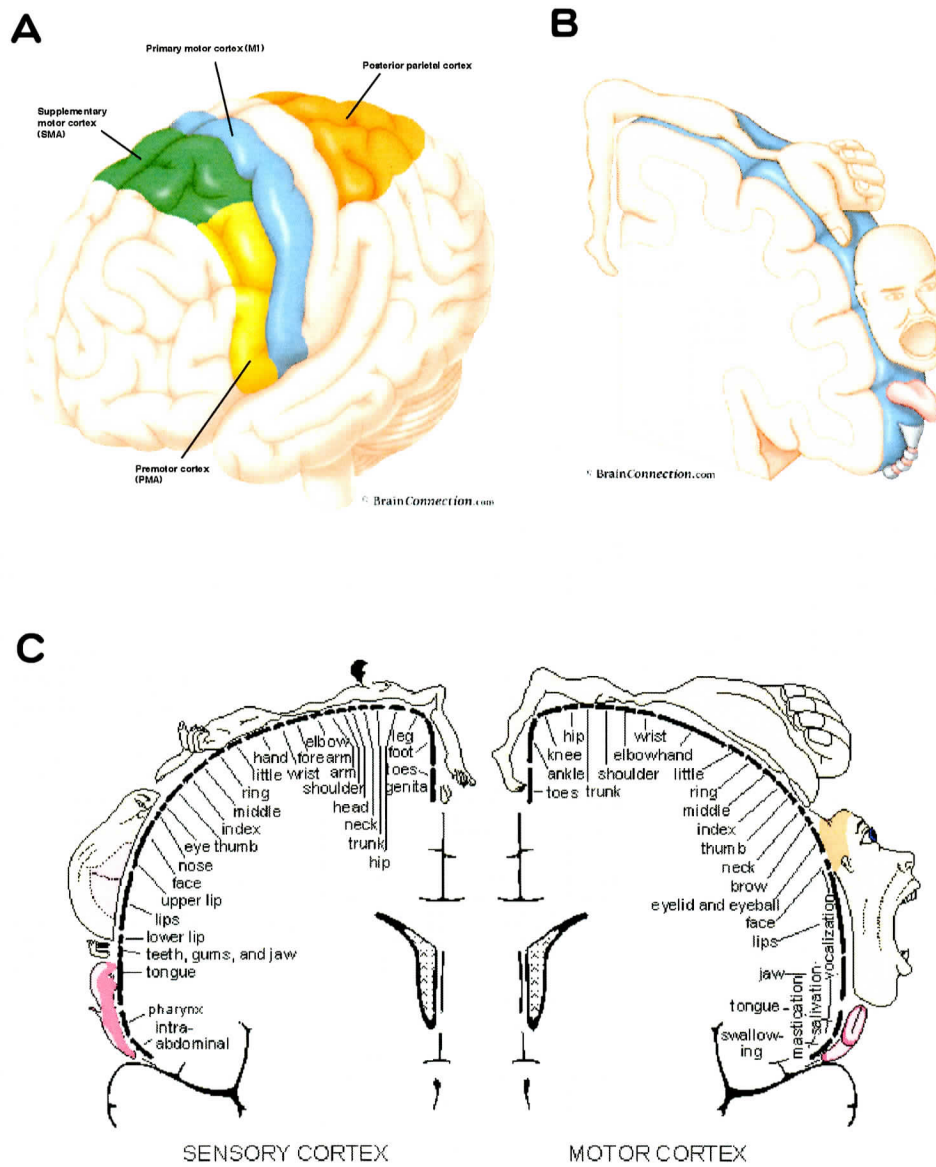 A
B
Primary motor cortex (M1)
Posterior parietal cortex
Supplementary
motor cortex
(SMA)
Premotor cortex
(PMA)
© BrainConnection.com
© BrainConnection.com
C
leg
foot
toes
genita
elbow
forearm
arm
hand
wrist
shoulder
little
ring
head
middle
neck
index
trunk
eye thumb
hip
nose
face
upper lip
lips
lower lip
teeth, gums, and jaw
tongue
pharynx
intra-
abdominal
SENSORY CORTEX
hip
wrist
knee
elbow
hand
ankle
shoulder
little
toes
trunk
ring
middle
index
thumb
neck
brow
eyelid and eyeball
face
lips
vocalization
jaw
salivation
mastication
tongue
swallow-
ing
MOTOR CORTEX